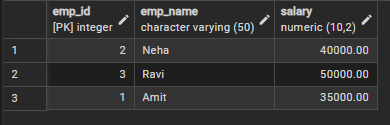 emp_id emp_name salary
[PK] integer character varying (50) numeric (10,2)
1 2 Neha 40000.00
2 3 Ravi 50000.00
3 1 Amit 35000.00